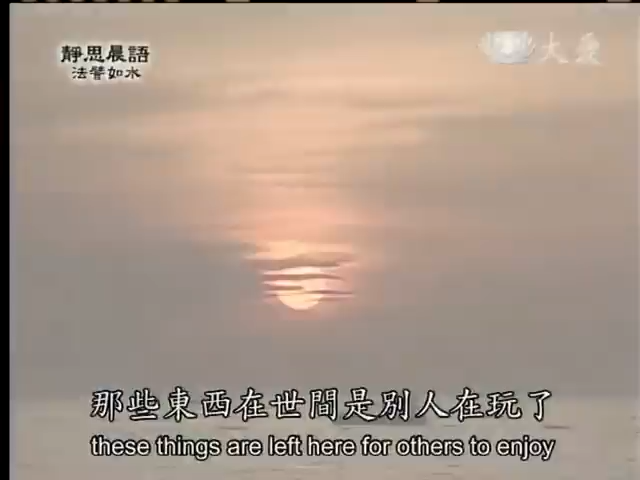 靜思晨語
法譬如水
大愛
那些東西在世間是別人在玩了
these things are left here for others to enjoy